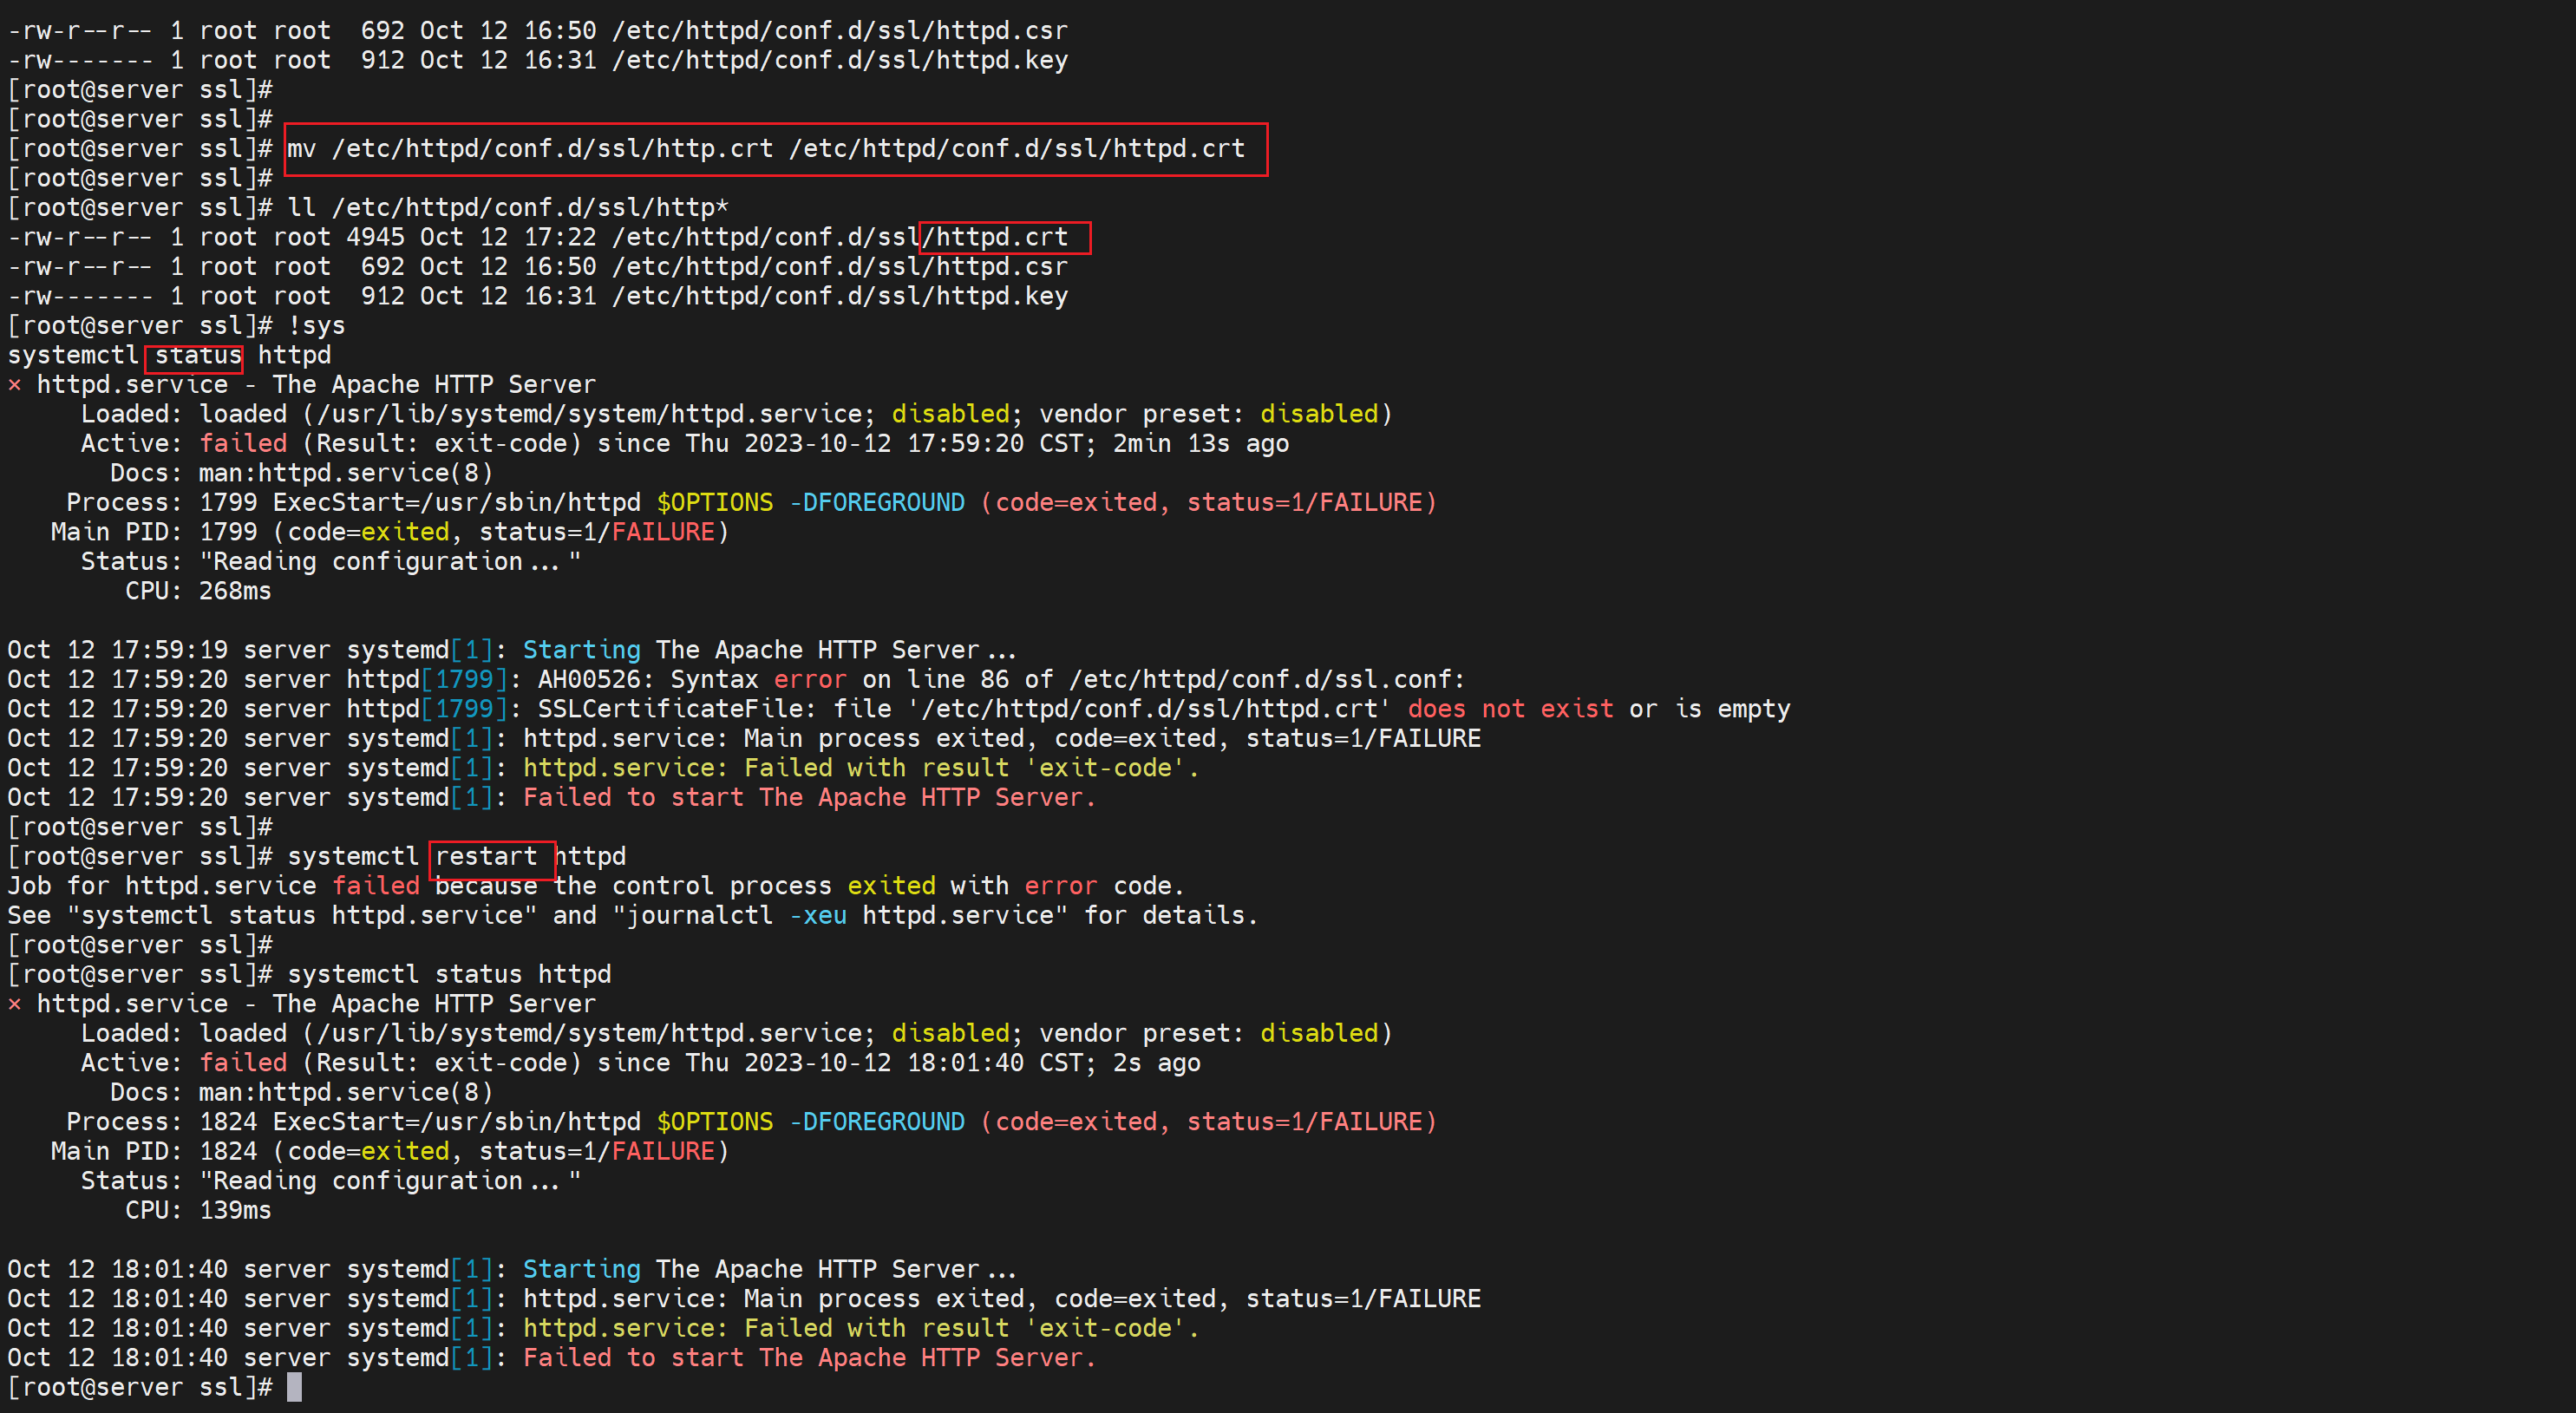 -rw-r--r-- 1 root root  692 Oct 12 16:50 /etc/httpd/conf.d/ssl/httpd.csr
-rw------- 1 root root  912 Oct 12 16:31 /etc/httpd/conf.d/ssl/httpd.key
[root@server ssl]#
[root@server ssl]#
[root@server ssl]# mv /etc/httpd/conf.d/ssl/http.crt /etc/httpd/conf.d/ssl/httpd.crt
[root@server ssl]#
[root@server ssl]# ll /etc/httpd/conf.d/ssl/http*
-rw-r--r-- 1 root root 4945 Oct 12 17:22 /etc/httpd/conf.d/ssl/httpd.crt
-rw-r--r-- 1 root root  692 Oct 12 16:50 /etc/httpd/conf.d/ssl/httpd.csr
-rw------- 1 root root  912 Oct 12 16:31 /etc/httpd/conf.d/ssl/httpd.key
[root@server ssl]# !sys
systemctl status httpd
× httpd.service - The Apache HTTP Server
     Loaded: loaded (/usr/lib/systemd/system/httpd.service; disabled; vendor preset: disabled)
     Active: failed (Result: exit-code) since Thu 2023-10-12 17:59:20 CST; 2min 13s ago
       Docs: man:httpd.service(8)
    Process: 1799 ExecStart=/usr/sbin/httpd $OPTIONS -DFOREGROUND (code=exited, status=1/FAILURE)
   Main PID: 1799 (code=exited, status=1/FAILURE)
     Status: "Reading configuration..."
        CPU: 268ms
Oct 12 17:59:19 server systemd[1]: Starting The Apache HTTP Server...
Oct 12 17:59:20 server httpd[1799]: AH00526: Syntax error on line 86 of /etc/httpd/conf.d/ssl.conf:
Oct 12 17:59:20 server httpd[1799]: SSLCertificateFile: file '/etc/httpd/conf.d/ssl/httpd.crt' does not exist or is empty
Oct 12 17:59:20 server systemd[1]: httpd.service: Main process exited, code=exited, status=1/FAILURE
Oct 12 17:59:20 server systemd[1]: httpd.service: Failed with result 'exit-code'.
Oct 12 17:59:20 server systemd[1]: Failed to start The Apache HTTP Server.
[root@server ssl]#
[root@server ssl]# systemctl restart httpd
Job for httpd.service failed because the control process exited with error code.
See "systemctl status httpd.service" and "journalctl -xeu httpd.service" for details.
[root@server ssl]#
[root@server ssl]# systemctl status httpd
× httpd.service - The Apache HTTP Server
     Loaded: loaded (/usr/lib/systemd/system/httpd.service; disabled; vendor preset: disabled)
     Active: failed (Result: exit-code) since Thu 2023-10-12 18:01:40 CST; 2s ago
       Docs: man:httpd.service(8)
    Process: 1824 ExecStart=/usr/sbin/httpd $OPTIONS -DFOREGROUND (code=exited, status=1/FAILURE)
   Main PID: 1824 (code=exited, status=1/FAILURE)
     Status: "Reading configuration..."
        CPU: 139ms
Oct 12 18:01:40 server systemd[1]: Starting The Apache HTTP Server...
Oct 12 18:01:40 server systemd[1]: httpd.service: Main process exited, code=exited, status=1/FAILURE
Oct 12 18:01:40 server systemd[1]: httpd.service: Failed with result 'exit-code'.
Oct 12 18:01:40 server systemd[1]: Failed to start The Apache HTTP Server.
[root@server ssl]#